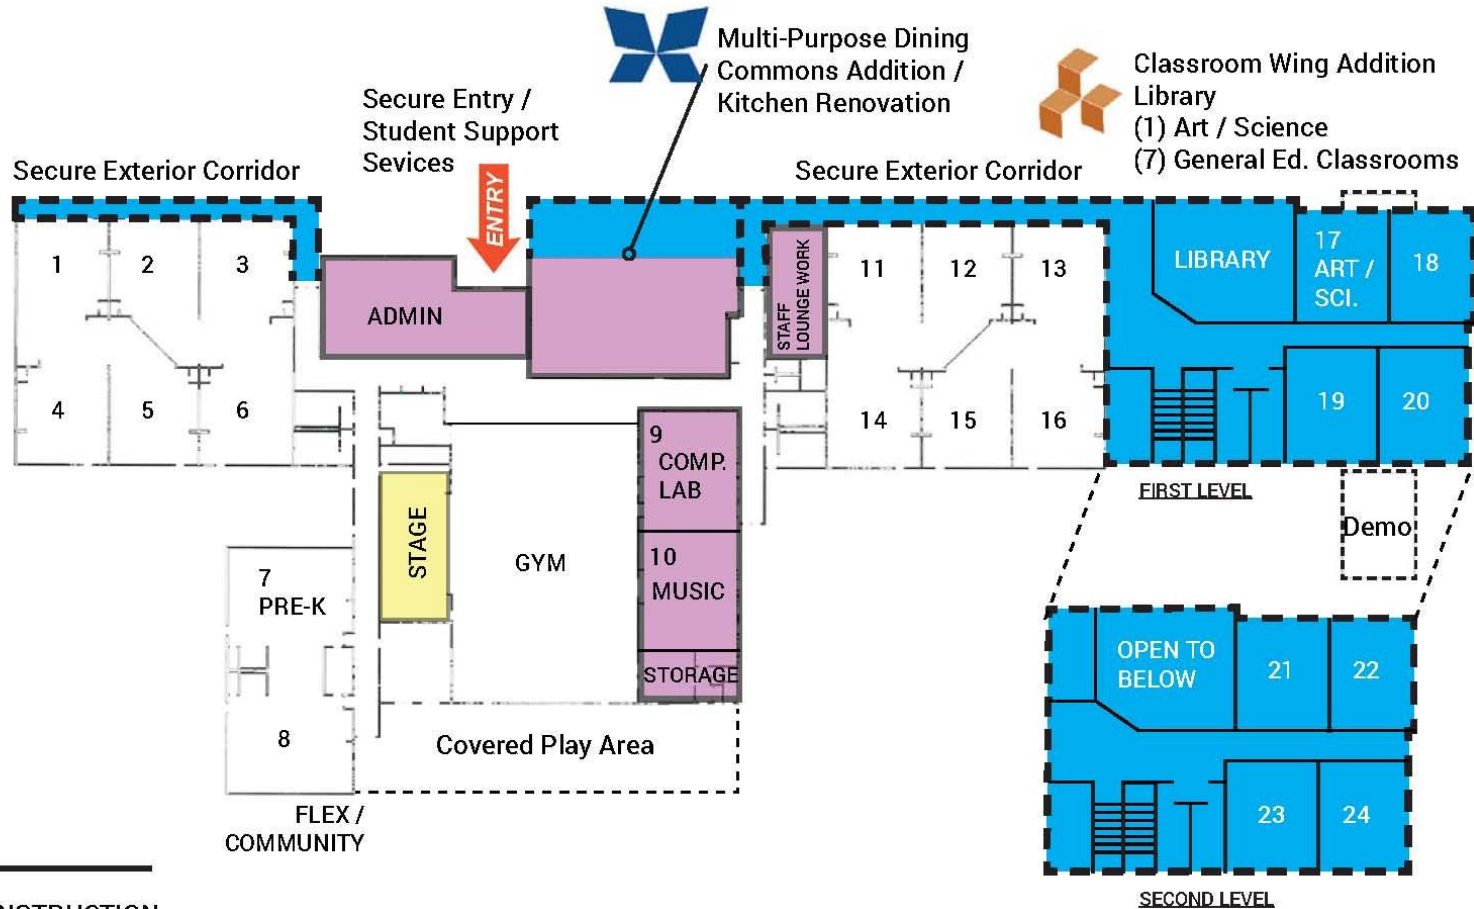 Multi-Purpose Dining
Commons Addition /
Kitchen Renovation
Classroom Wing Addition
Library
(1) Art / Science
(7) General Ed. Classrooms
Secure Entry /
Student Support
Sevices
Secure Exterior Corridor
Secure Exterior Corridor
ENTRY
1
2
3
ADMIN
STAFF
LOUNGE WORK
11
12
13
LIBRARY
17
ART /
SCI.
18
4
5
6
9
COMP.
LAB
14
15
16
19
20
FIRST LEVEL
STAGE
GYM
10
MUSIC
Demo
7
PRE-K
STORAGE
OPEN TO
BELOW
21
22
8
Covered Play Area
FLEX /
COMMUNITY
23
24
SECOND LEVEL